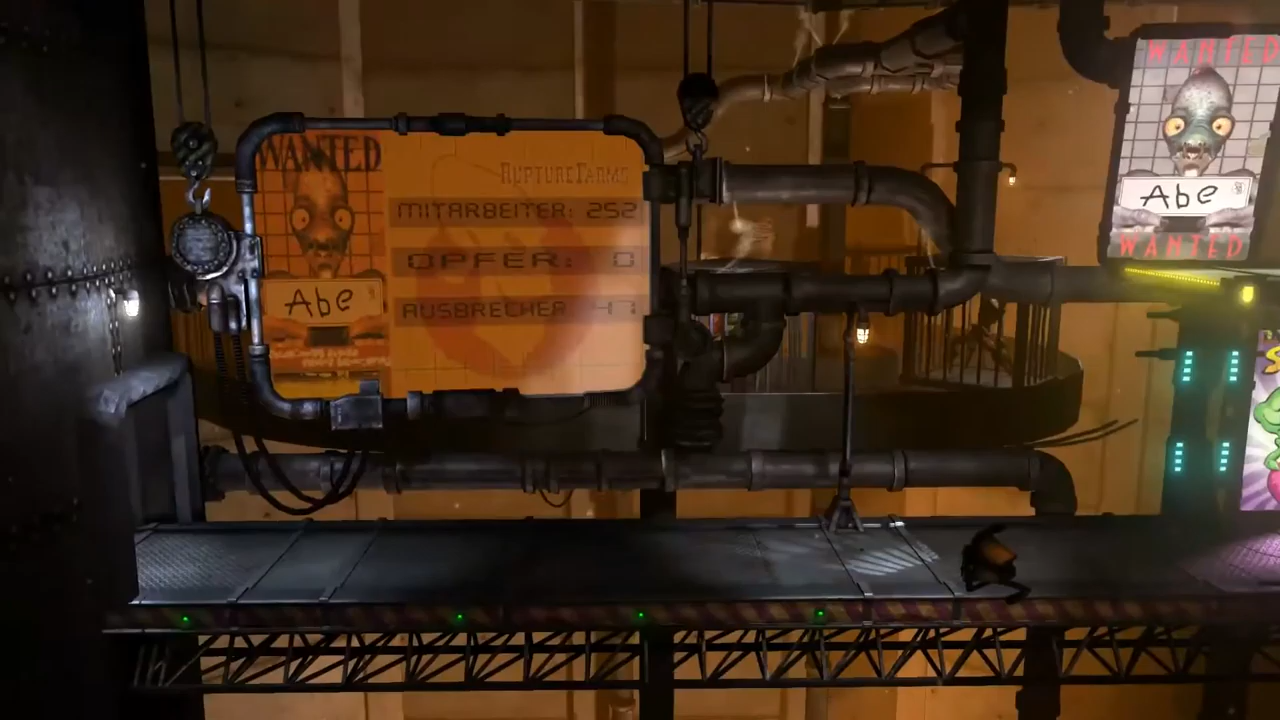 WANTED
Abe
RUPTUREFARMS
MITARBEITER: 252
OPFER: 0
AUSBRECHER: 47
WANTED
Abe
WANTED